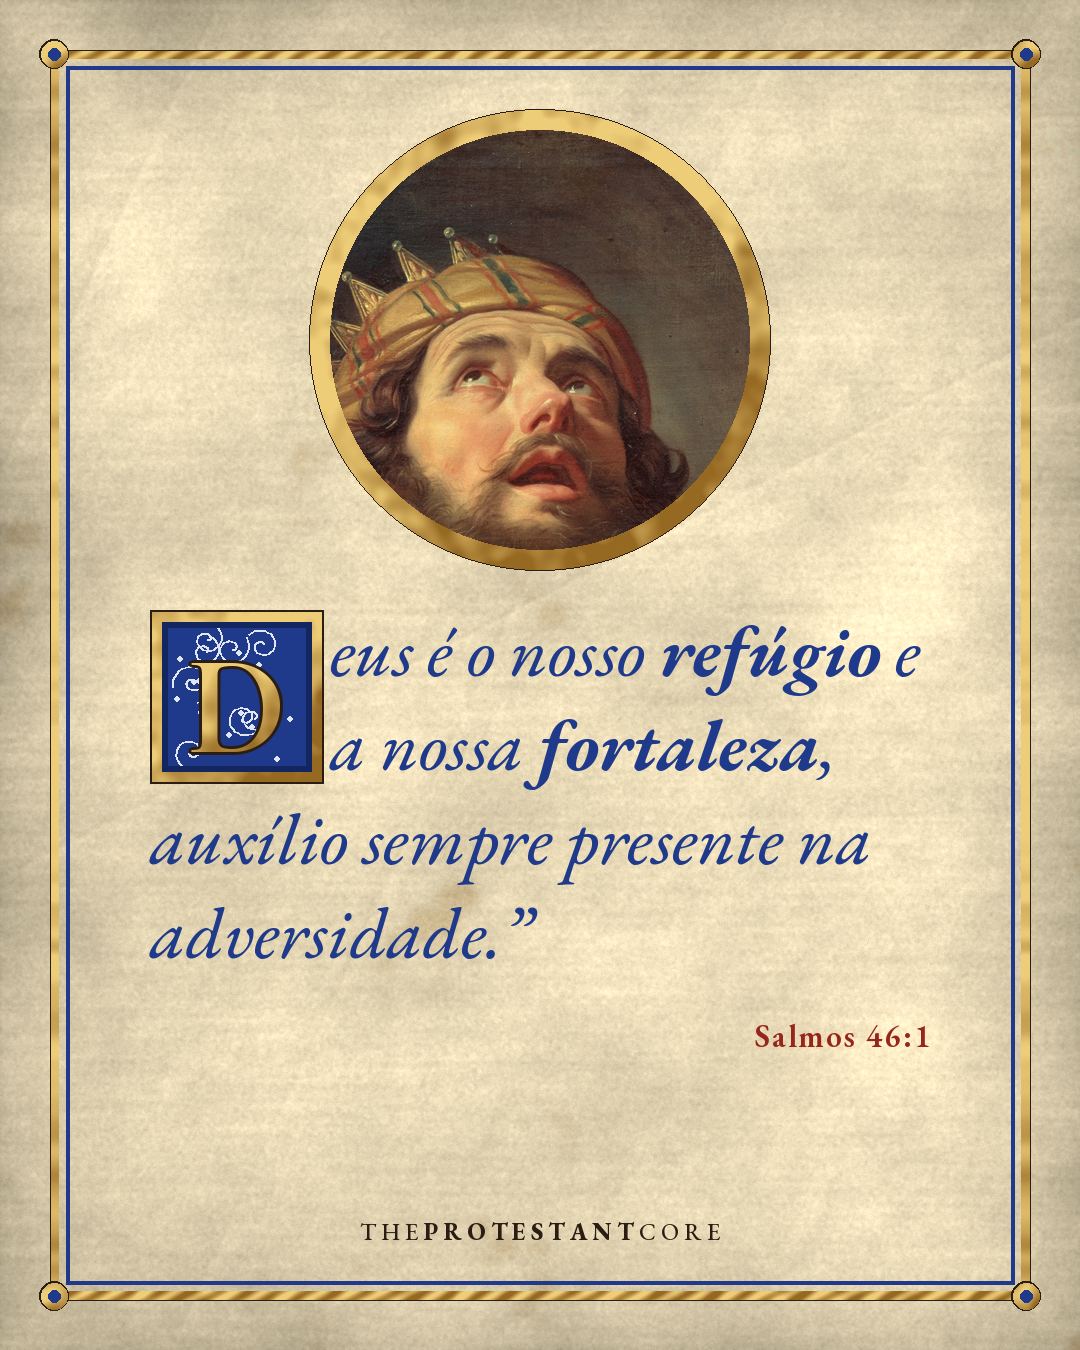 Deus é o nosso refúgio e
a nossa fortaleza,
auxílio sempre presente na
adversidade.”
Salmos 46:1
THEPROTESTANTCORE